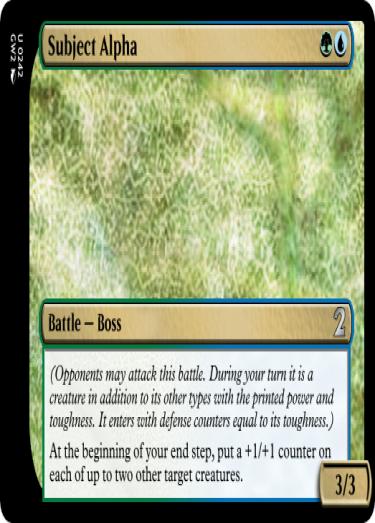 Subject Alpha
U 0242
GW2
Battle – Boss
2
(Opponents may attack this battle. During your turn it is a
creature in addition to its other types with the printed power and
toughness. It enters with defense counters equal to its toughness.)
At the beginning of your end step, put a +1/+1 counter on
each of up to two other target creatures.
3/3